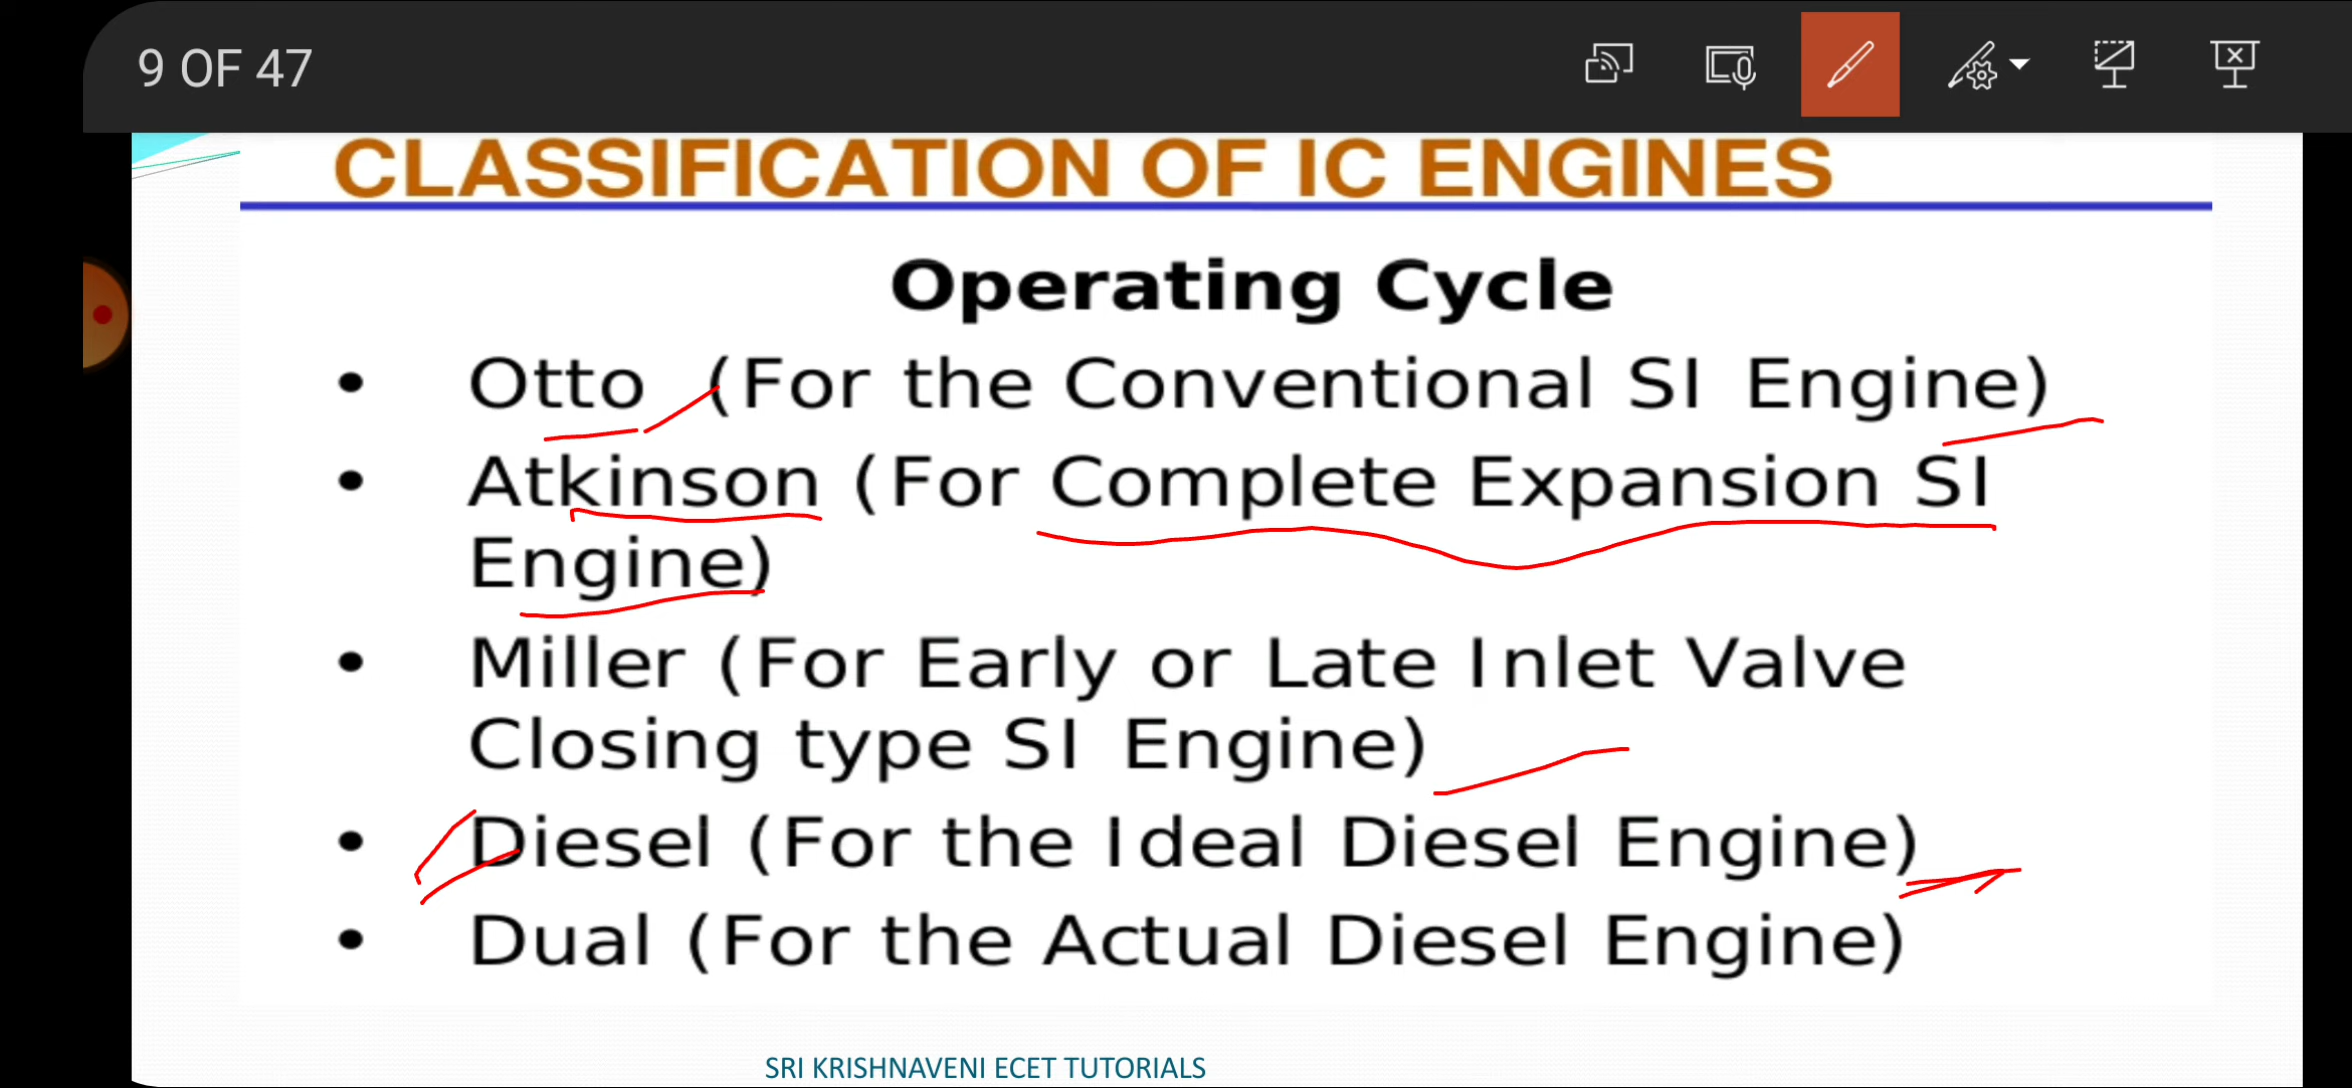 9 OF 47
CLASSIFICATION OF IC ENGINES
Operating Cycle
• Otto (For the Conventional SI Engine)
• Atkinson (For Complete Expansion SI
Engine)
• Miller (For Early or Late Inlet Valve
Closing type SI Engine)
• Diesel (For the Ideal Diesel Engine)
• Dual (For the Actual Diesel Engine)
SRI KRISHNAVENI ECET TUTORIALS